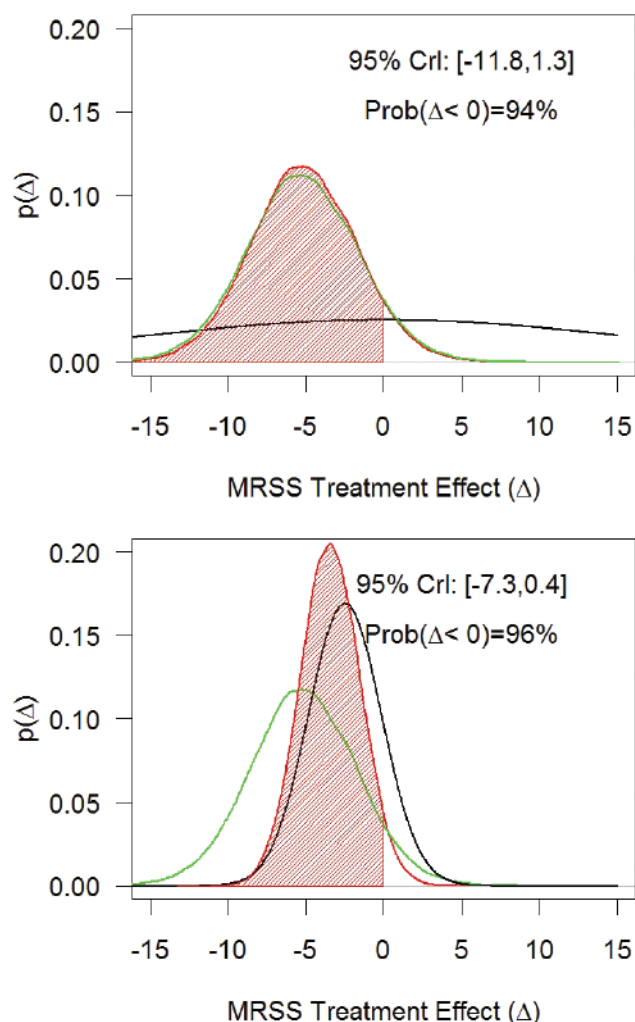 0.20
95% CrI: [-11.8,1.3]
0.15
Prob(Δ< 0)=94%
p(Δ)
0.10
0.05
0.00
-15 -10 -5 0 5 10 15
MRSS Treatment Effect (Δ)
0.20
95% CrI: [-7.3,0.4]
0.15
Prob(Δ< 0)=96%
p(Δ)
0.10
0.05
0.00
-15 -10 -5 0 5 10 15
MRSS Treatment Effect (Δ)